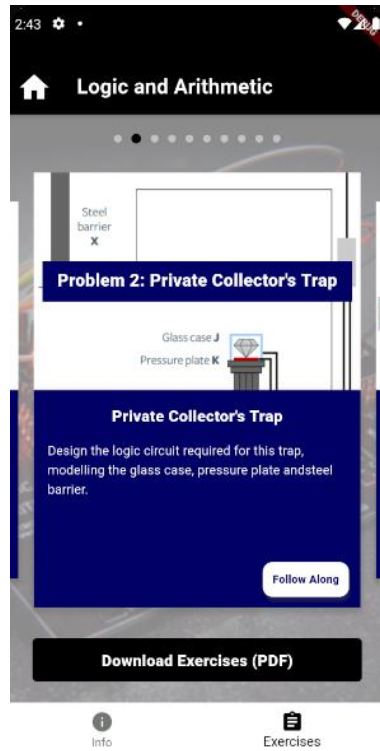 2:43
DEBUG
Logic and Arithmetic
Steel
barrier
X
Problem 2: Private Collector's Trap
Glass case J
Pressure plate K
Private Collector's Trap
Design the logic circuit required for this trap,
modelling the glass case, pressure plate andsteel
barrier.
Follow Along
Download Exercises (PDF)
Info
Exercises